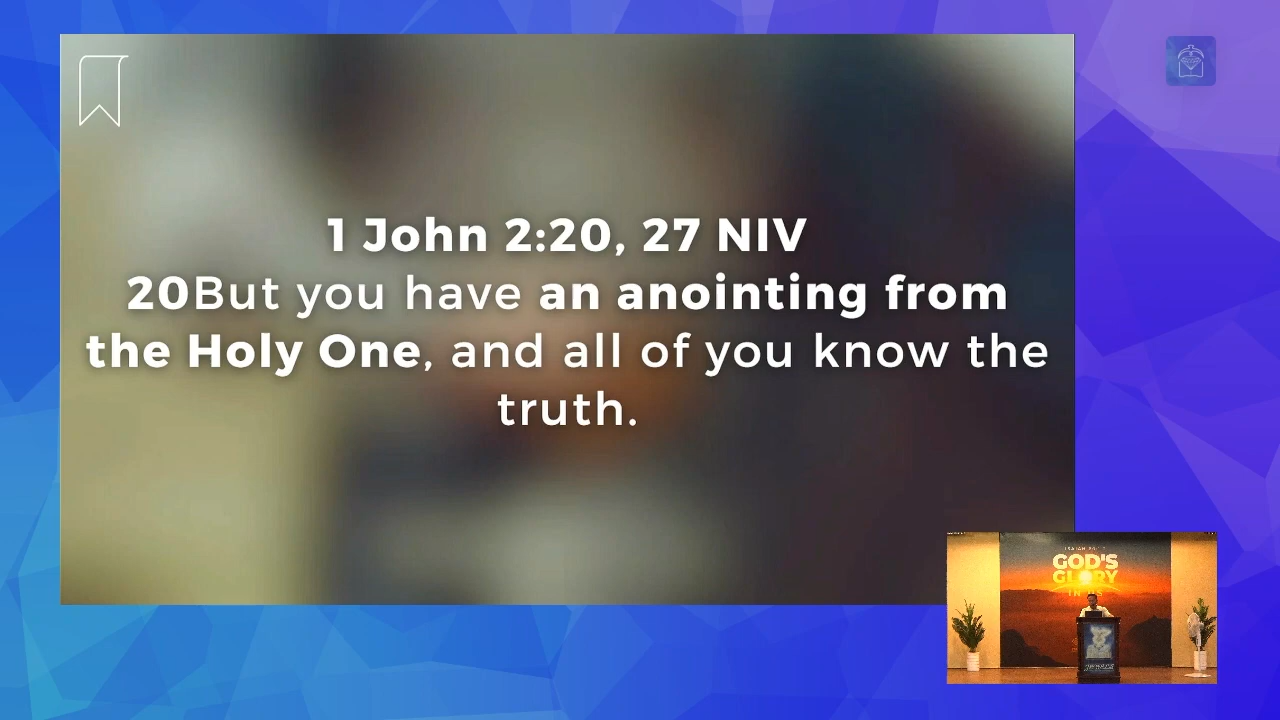 1 John 2:20, 27 NIV
20But you have an anointing from
the Holy One, and all of you know the
truth.
GOD'S
GLORY